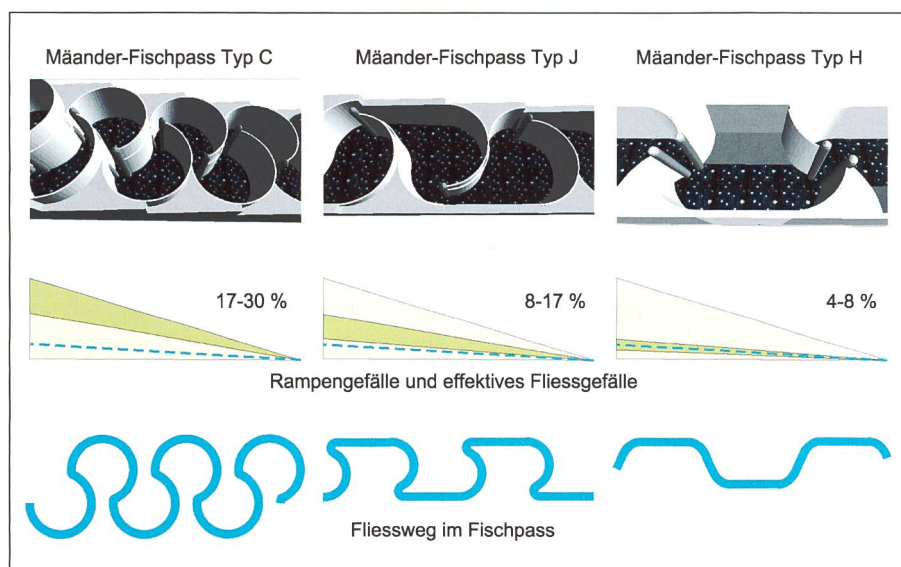 Mäander-Fischpass Typ C
Mäander-Fischpass Typ J
Mäander-Fischpass Typ H
17-30 %
8-17 %
4-8 %
Rampengefälle und effektives Fliessgefälle
Fliessweg im Fischpass